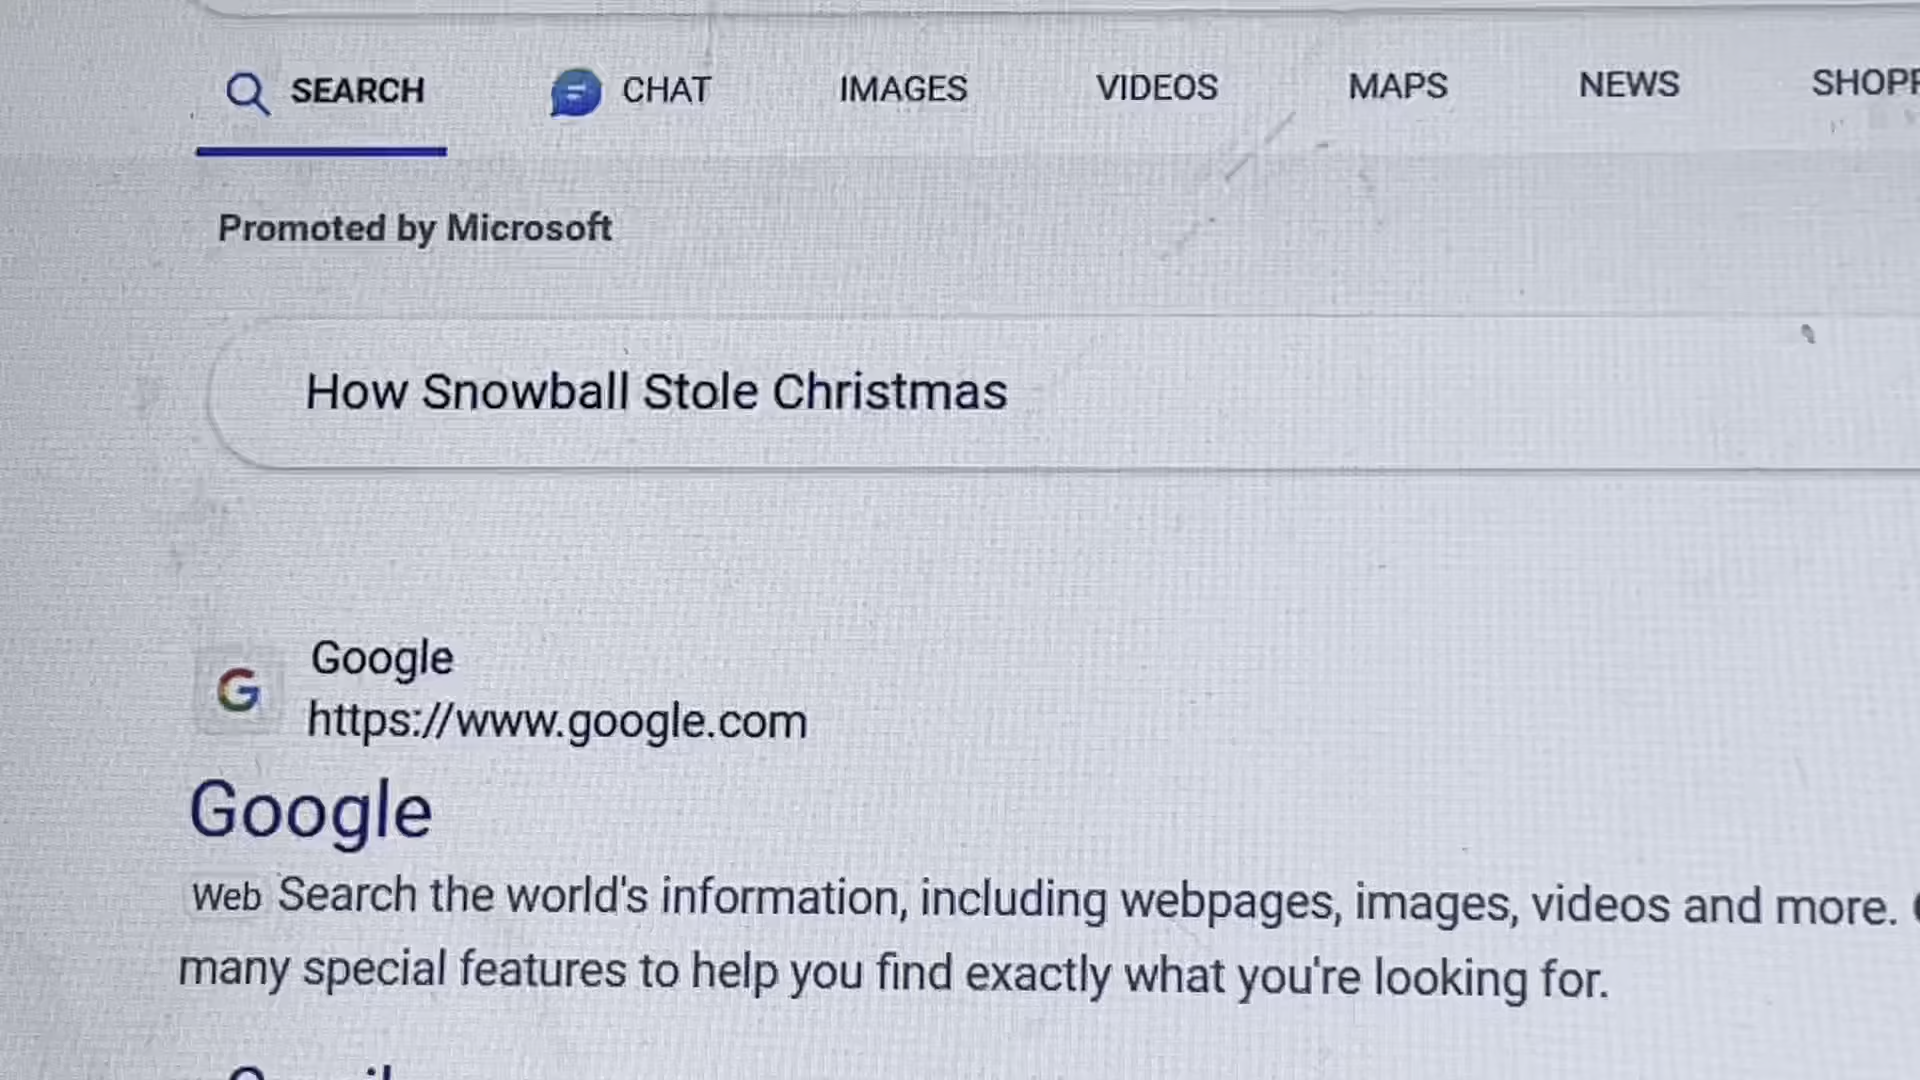 SEARCH CHAT IMAGES VIDEOS MAPS NEWS
Promoted by Microsoft
How Snowball Stole Christmas
Google
https://www.google.com
Google
Web Search the world's information, including webpages, images, videos and more.
many special features to help you find exactly what you're looking for.